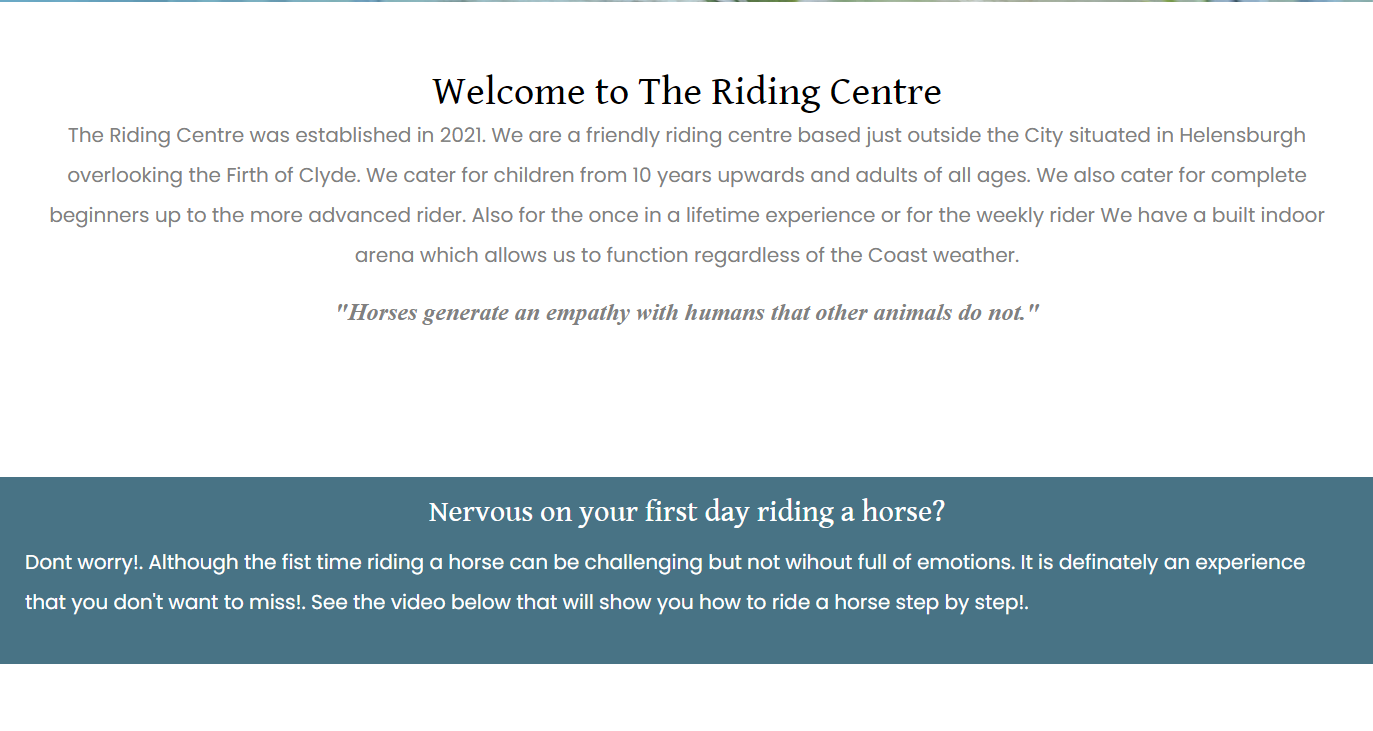 Welcome to The Riding Centre
The Riding Centre was established in 2021. We are a friendly riding centre based just outside the City situated in Helensburgh
overlooking the Firth of Clyde. We cater for children from 10 years upwards and adults of all ages. We also cater for complete
beginners up to the more advanced rider. Also for the once in a lifetime experience or for the weekly rider We have a built indoor
arena which allows us to function regardless of the Coast weather.
"Horses generate an empathy with humans that other animals do not."
Nervous on your first day riding a horse?
Dont worry!. Although the fist time riding a horse can be challenging but not wihout full of emotions. It is definately an experience
that you don't want to miss!. See the video below that will show you how to ride a horse step by step!.